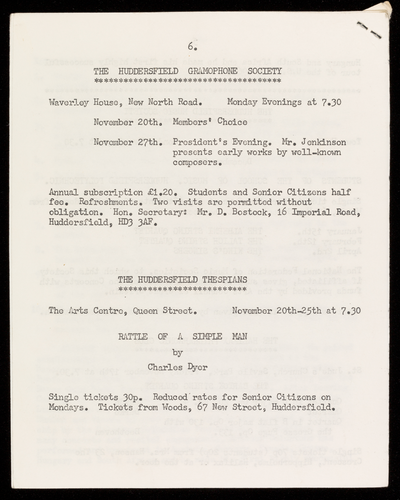 6.
THE HUDDERSFIELD GRAMOPHONE SOCIETY
**************************************
Waverley House, New North Road. Monday Evenings at 7.30
November 20th. Members' Choice
November 27th. President's Evening. Mr. Jenkinson
presents early works by well-known
composers.
Annual subscription £1.20. Students and Senior Citizens half
fee. Refreshments. Two visits are permitted without
obligation. Hon. Secretary: Mr. D. Bostock, 16 Imperial Road,
Huddersfield, HD3 3AF.
THE HUDDERSFIELD THESPIANS
**************************
The Arts Centre, Queen Street. November 20th-25th at 7.30
RATTLE OF A SIMPLE MAN
by
Charles Dyer
Single tickets 30p. Reduced rates for Senior Citizens on
Mondays. Tickets from Woods, 67 New Street, Huddersfield.